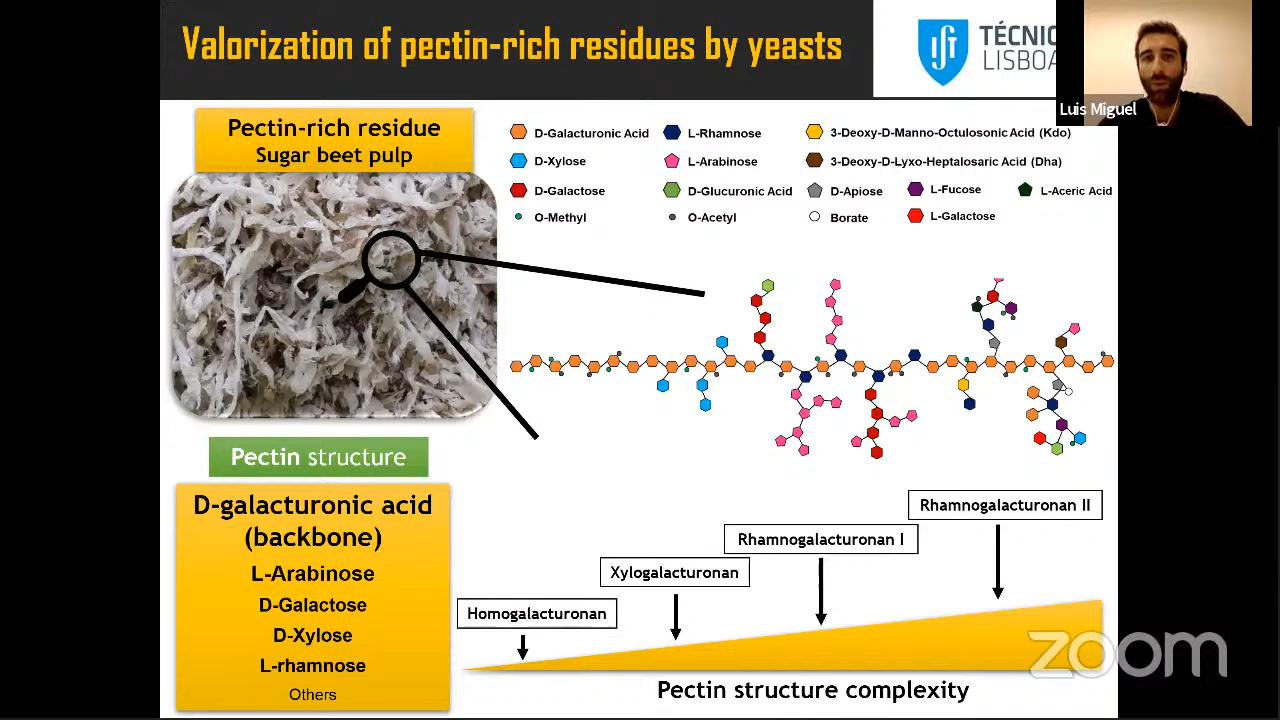 Valorization of pectin-rich residues by yeasts
TÉCNICO
LISBOA
Luis Miguel
Pectin-rich residue
Sugar beet pulp
D-Galacturonic Acid
L-Rhamnose
3-Deoxy-D-Manno-Octulosonic Acid (Kdo)
D-Xylose
L-Arabinose
3-Deoxy-D-Lyxo-Heptalosaric Acid (Dha)
D-Galactose
D-Glucuronic Acid
D-Apiose
L-Fucose
L-Aceric Acid
O-Methyl
O-Acetyl
Borate
L-Galactose
Pectin structure
D-galacturonic acid
(backbone)
L-Arabinose
D-Galactose
D-Xylose
L-rhamnose
Others
Rhamnogalacturonan II
Rhamnogalacturonan I
Xylogalacturonan
Homogalacturonan
Pectin structure complexity
zoom